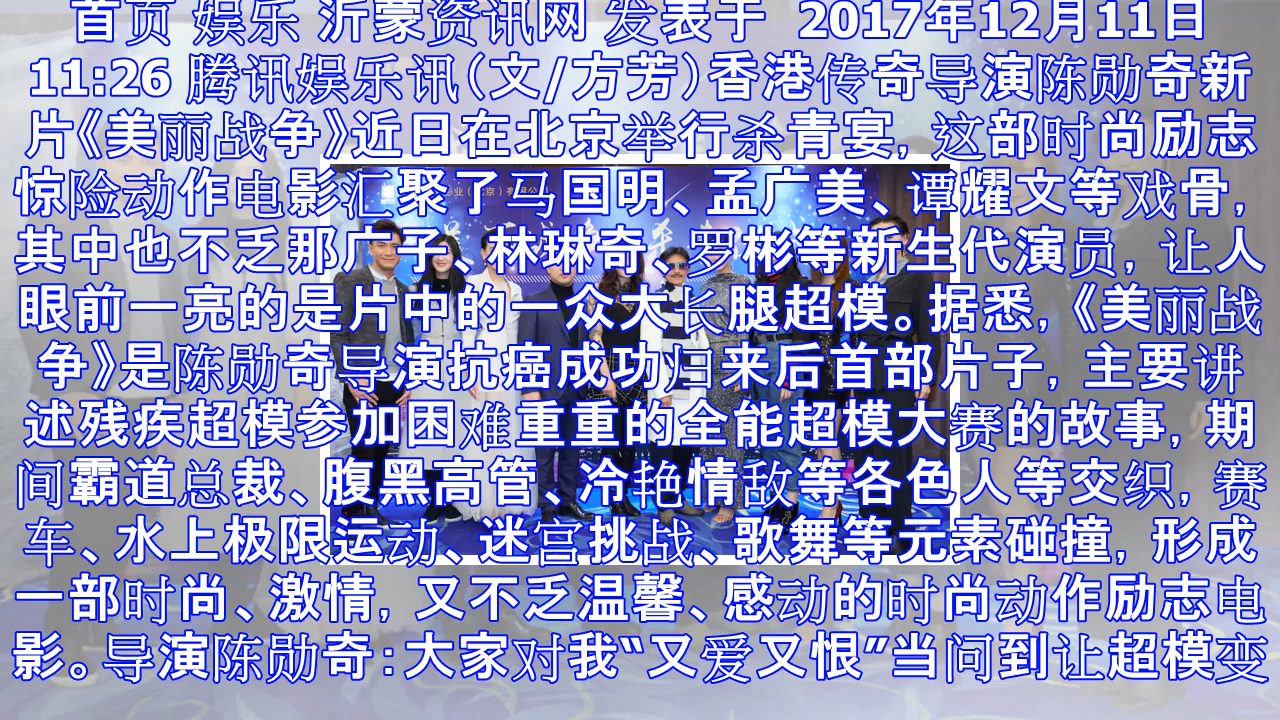 首页 娱乐 沂蒙资讯网 发表于 2017年12月11日
11:26 腾讯娱乐讯(文/方芳)香港传奇导演陈勋奇新
片《美丽战争》近日在北京举行杀青宴, 这部时尚励志
惊险动作电影汇聚了马国明、孟广美、谭耀文等戏骨,
其中也不乏那广子、林琳奇、罗彬等新生代演员, 让人
眼前一亮的是片中的一众大长腿超模。据悉, 《美丽战
争》是陈勋奇导演抗癌成功归来后首部片子, 主要讲
述残疾超模参加困难重重的全能超模大赛的故事, 期
间霸道总裁、腹黑高管、冷艳情敌等各色人等交织, 赛
车、水上极限运动、迷宫挑战、歌舞等元素碰撞, 形成
一部时尚、激情, 又不乏温馨、感动的时尚动作励志电
影。导演陈勋奇:大家对我“又爱又恨”当问到让超模变